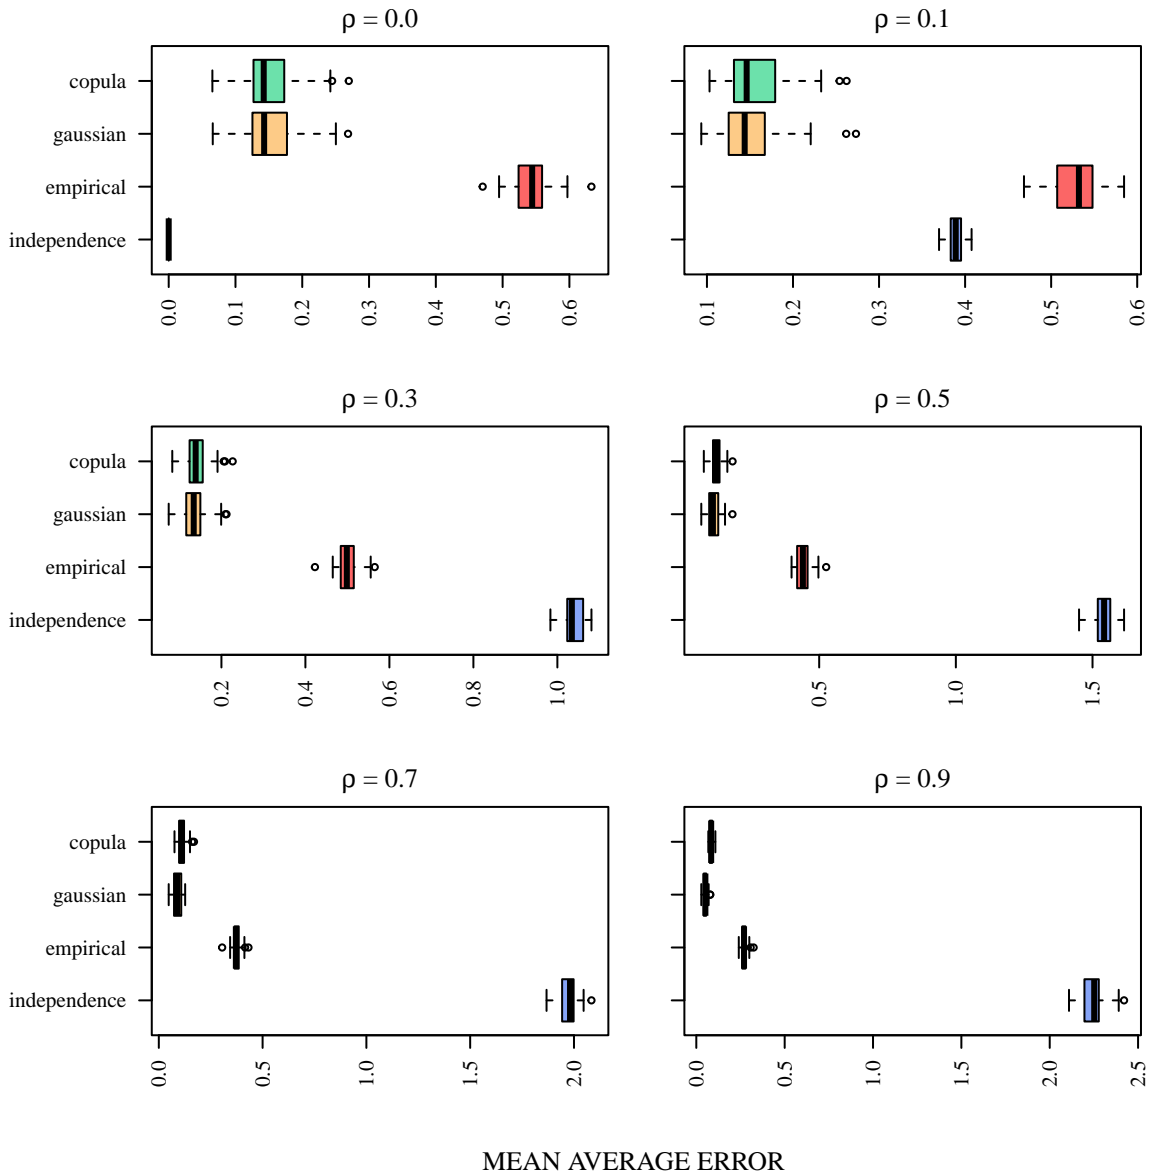 ρ = 0.0
copula
gaussian
empirical
independence
0.0 0.1 0.2 0.3 0.4 0.5 0.6
ρ = 0.1
0.1 0.2 0.3 0.4 0.5 0.6
ρ = 0.3
copula
gaussian
empirical
independence
0.2 0.4 0.6 0.8 1.0
ρ = 0.5
0.5 1.0 1.5
ρ = 0.7
copula
gaussian
empirical
independence
0.0 0.5 1.0 1.5 2.0
ρ = 0.9
0.0 0.5 1.0 1.5 2.0 2.5
MEAN AVERAGE ERROR